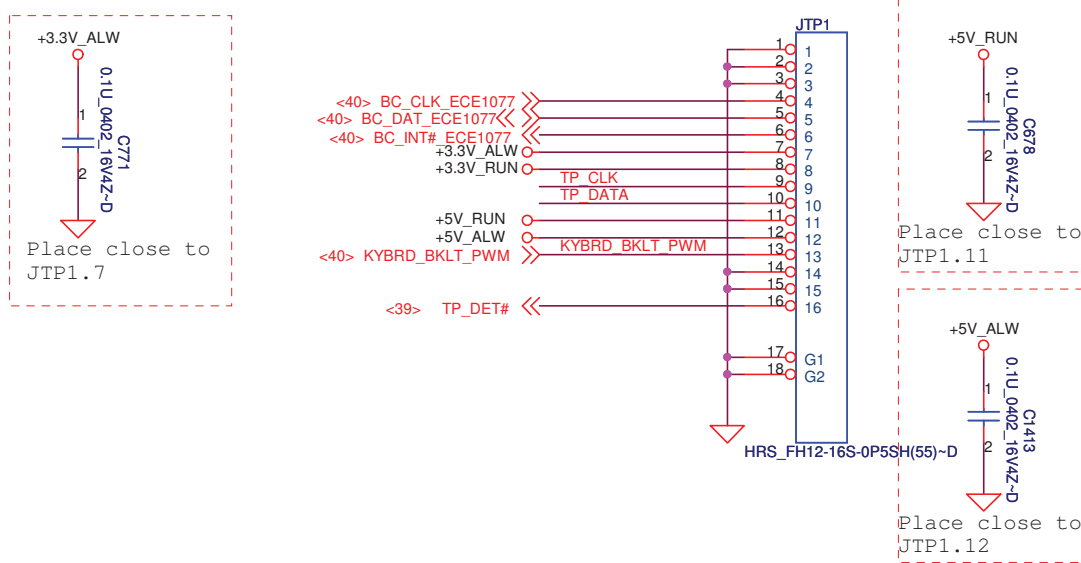 +3.3V_ALW
1
0.1U_0402_16V4Z~D
C771
2
Place close to
JTP1.7
JTP1
1 1
2 2
3 3
<40> BC_CLK_ECE1077 4 4
<40> BC_DAT_ECE1077 5 5
<40> BC_INT#_ECE1077 6 6
+3.3V_ALW 7 7
+3.3V_RUN 8 8
TP_CLK 9 9
TP_DATA 10 10
+5V_RUN 11 11
+5V_ALW 12 12
<40> KYBRD_BKLT_PWM KYBRD_BKLT_PWM 13 13
14 14
15 15
<39> TP_DET# 16 16
17 G1
18 G2
HRS_FH12-16S-0P5SH(55)~D
+5V_RUN
1
0.1U_0402_16V4Z~D
C678
2
Place close to
JTP1.11
+5V_ALW
1
0.1U_0402_16V4Z~D
C1413
2
Place close to
JTP1.12